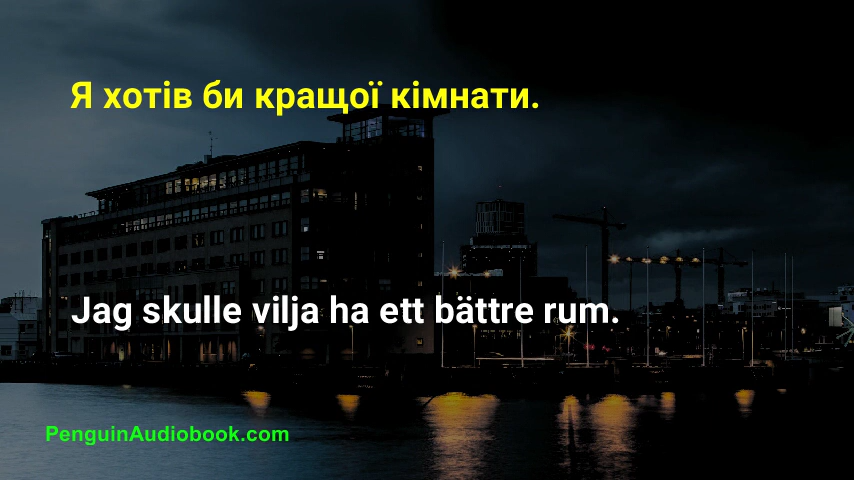 Я хотів би кращої кімнати.
Jag skulle vilja ha ett bättre rum.
PenguinAudiobook.com